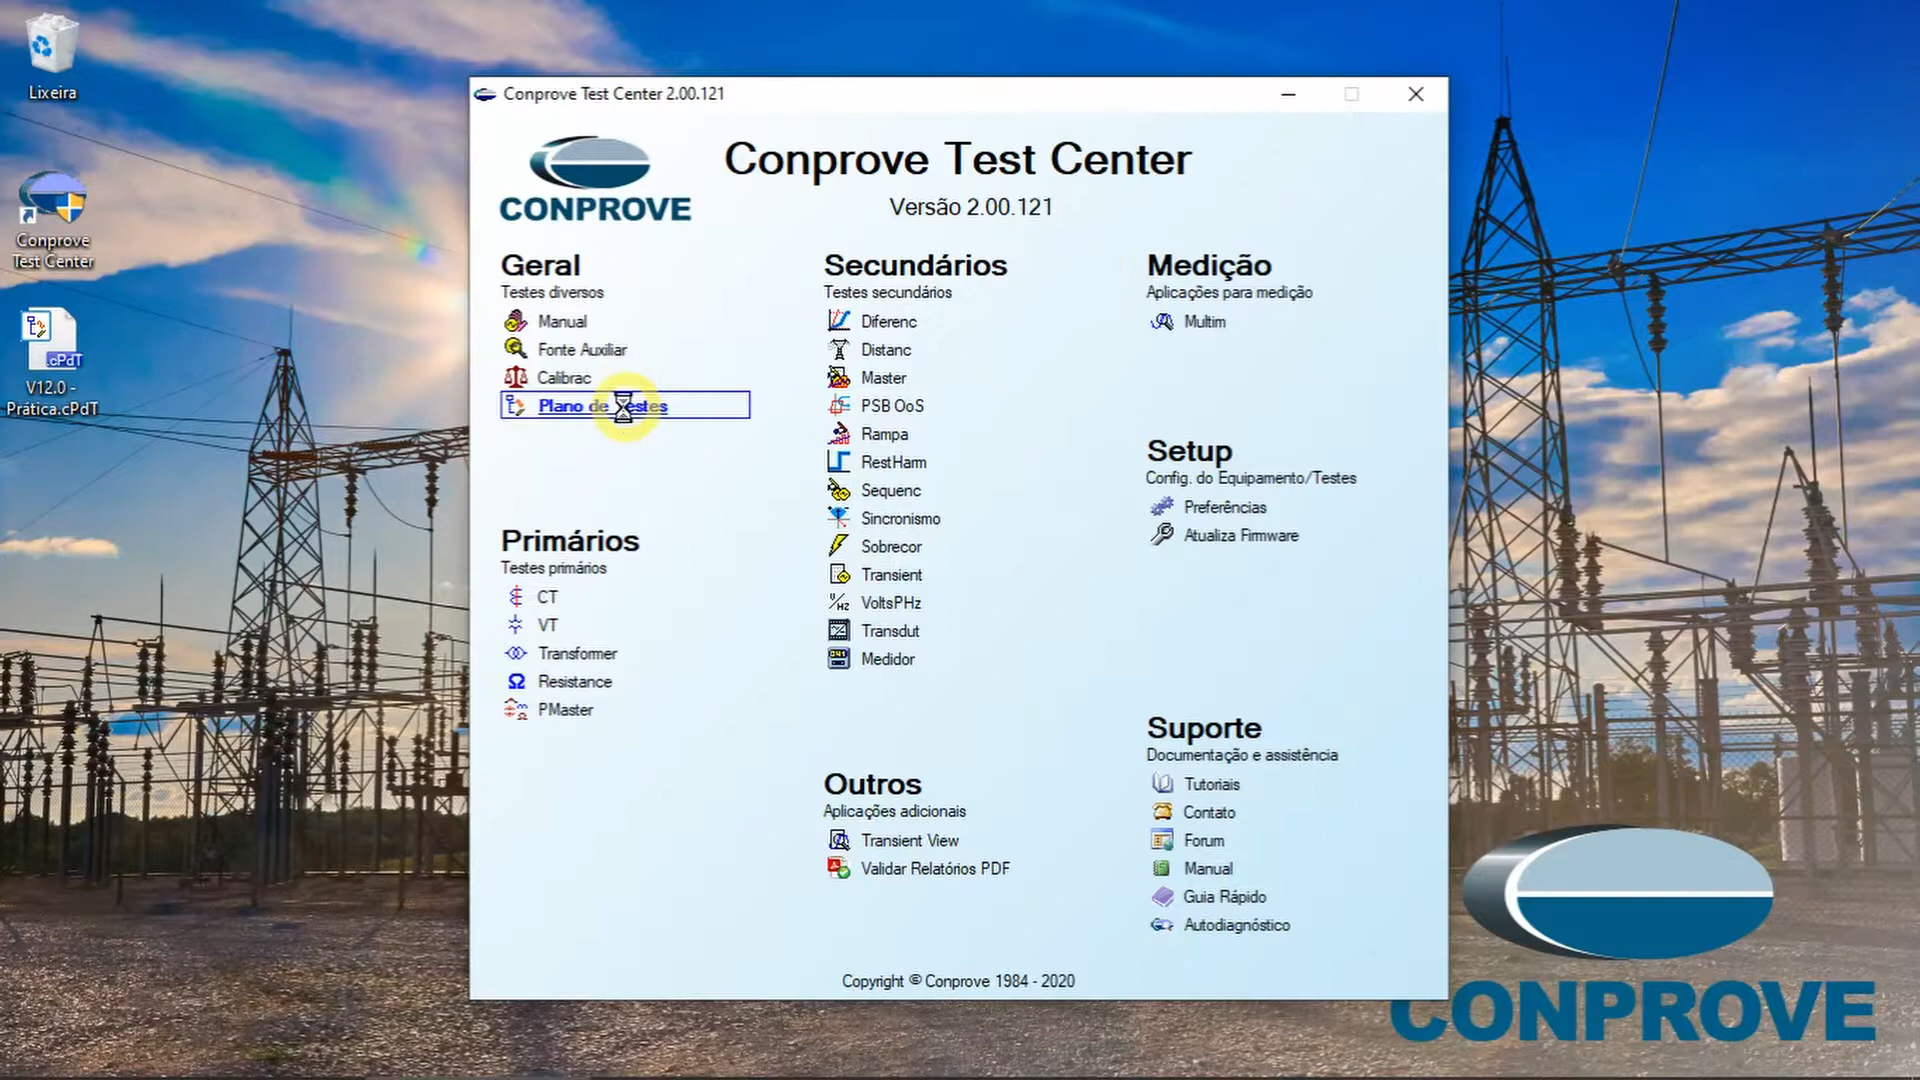 Lixeira
Conprove
Test Center
.cPdT
V12.0 -
Prática.cPdT
Conprove Test Center 2.00.121
CONPROVE
Conprove Test Center
Versão 2.00.121
Geral
Testes diversos
Manual
Fonte Auxiliar
Calibrac
Plano de Testes
Primários
Testes primários
CT
VT
Transformer
Resistance
PMaster
Secundários
Testes secundários
Diferenc
Distanc
Master
PSB OoS
Rampa
RestHarm
Sequenc
Sincronismo
Sobrecor
Transient
VoltsPHz
Transdut
Medidor
Outros
Aplicações adicionais
Transient View
Validar Relatórios PDF
Medição
Aplicações para medição
Multim
Setup
Config. do Equipamento/Testes
Preferências
Atualiza Firmware
Suporte
Documentação e assistência
Tutoriais
Contato
Forum
Manual
Guia Rápido
Autodiagnóstico
Copyright © Conprove 1984 - 2020
CONPROVE